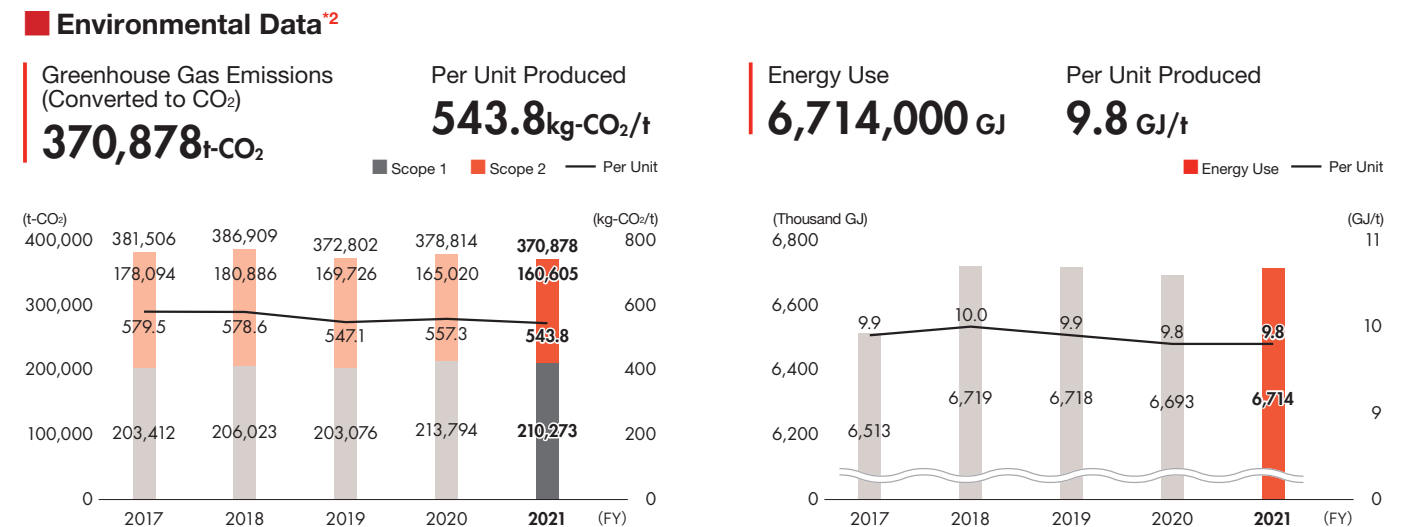 Environmental Data*2
Greenhouse Gas Emissions
(Converted to CO2)
370,878t-CO2
Per Unit Produced
543.8kg-CO2/t
Scope 1 Scope 2 Per Unit
(t-CO2) (kg-CO2/t)
400,000 381,506 386,909 372,802 378,814 370,878 800
178,094 180,886 169,726 165,020 160,605
300,000 600
579.5 578.6 547.1 557.3 543.8
200,000 400
100,000 203,412 206,023 203,076 213,794 210,273 200
0 0
2017 2018 2019 2020 2021 (FY)
Energy Use
6,714,000 GJ
Per Unit Produced
9.8 GJ/t
Energy Use Per Unit
(Thousand GJ) (GJ/t)
6,800 11
6,600 10
9.9 10.0 9.9 9.8 9.8
6,400
6,719 6,718 6,693 6,714 9
6,200 6,513
0 0
2017 2018 2019 2020 2021 (FY)